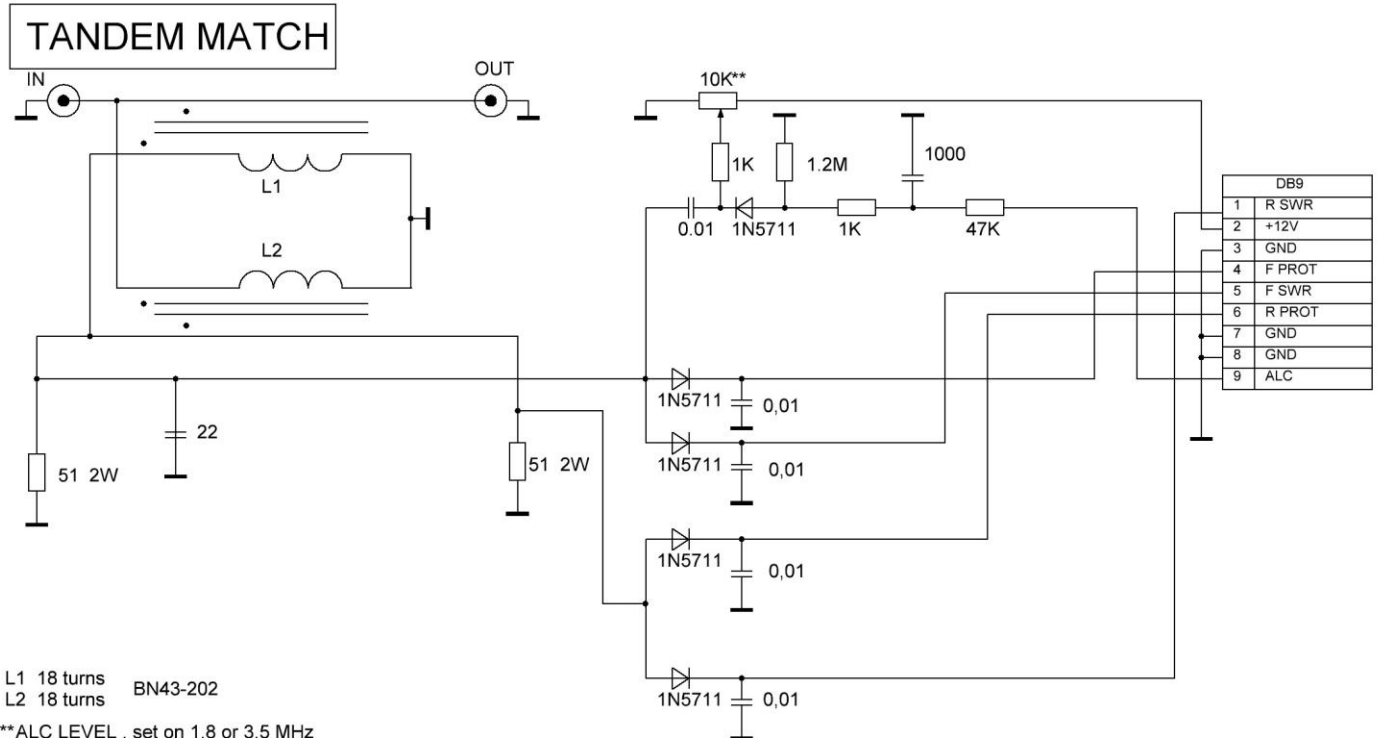 TANDEM MATCH
IN
OUT
L1
L2
22
51 2W
51 2W
10K**
1K
1.2M
1000
0.01
1N5711
1K
47K
1N5711
0,01
1N5711
0,01
1N5711
0,01
1N5711
0,01
DB9
1 R SWR
2 +12V
3 GND
4 F PROT
5 F SWR
6 R PROT
7 GND
8 GND
9 ALC
L1 18 turns
L2 18 turns
BN43-202
**ALC LEVEL , set on 1.8 or 3.5 MHz